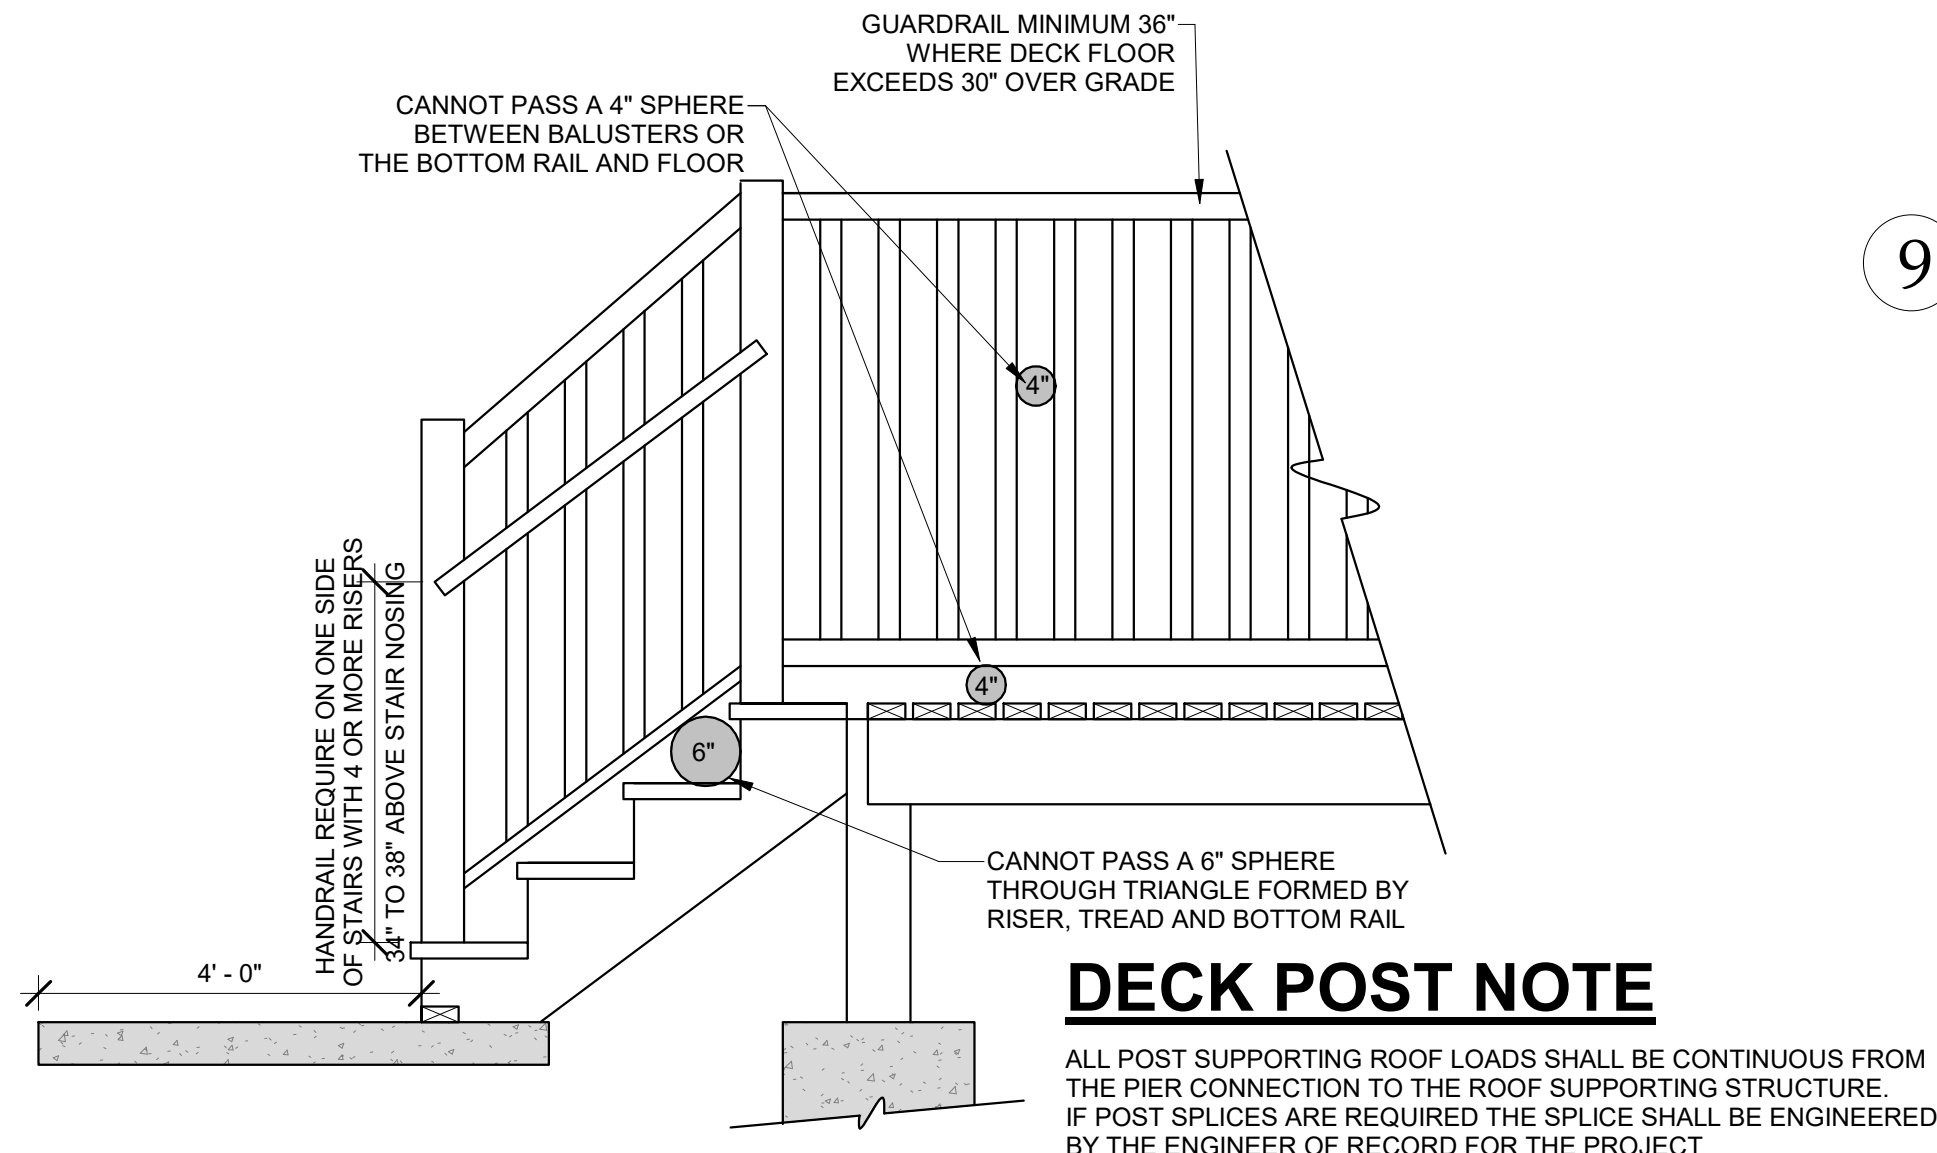 GUARDRAIL MINIMUM 36"
WHERE DECK FLOOR
EXCEEDS 30" OVER GRADE
CANNOT PASS A 4" SPHERE
BETWEEN BALUSTERS OR
THE BOTTOM RAIL AND FLOOR
9
4"
4"
6"
HANDRAIL REQUIRE ON ONE SIDE
OF STAIRS WITH 4 OR MORE RISERS
34" TO 38" ABOVE STAIR NOSING
CANNOT PASS A 6" SPHERE
THROUGH TRIANGLE FORMED BY
RISER, TREAD AND BOTTOM RAIL
4' - 0"
DECK POST NOTE
ALL POST SUPPORTING ROOF LOADS SHALL BE CONTINUOUS FROM
THE PIER CONNECTION TO THE ROOF SUPPORTING STRUCTURE.
IF POST SPLICES ARE REQUIRED THE SPLICE SHALL BE ENGINEERED
BY THE ENGINEER OF RECORD FOR THE PROJECT